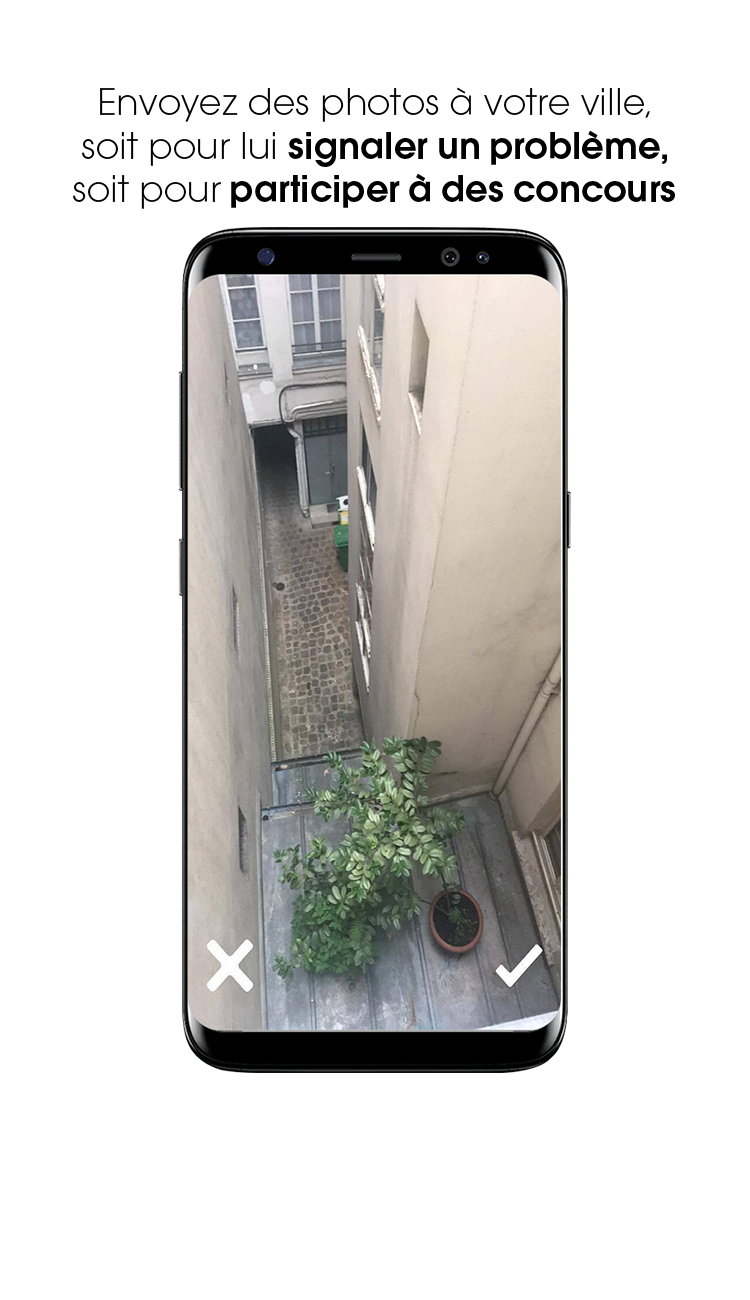 Envoyez des photos à votre ville,
soit pour lui signaler un problème,
soit pour participer à des concours